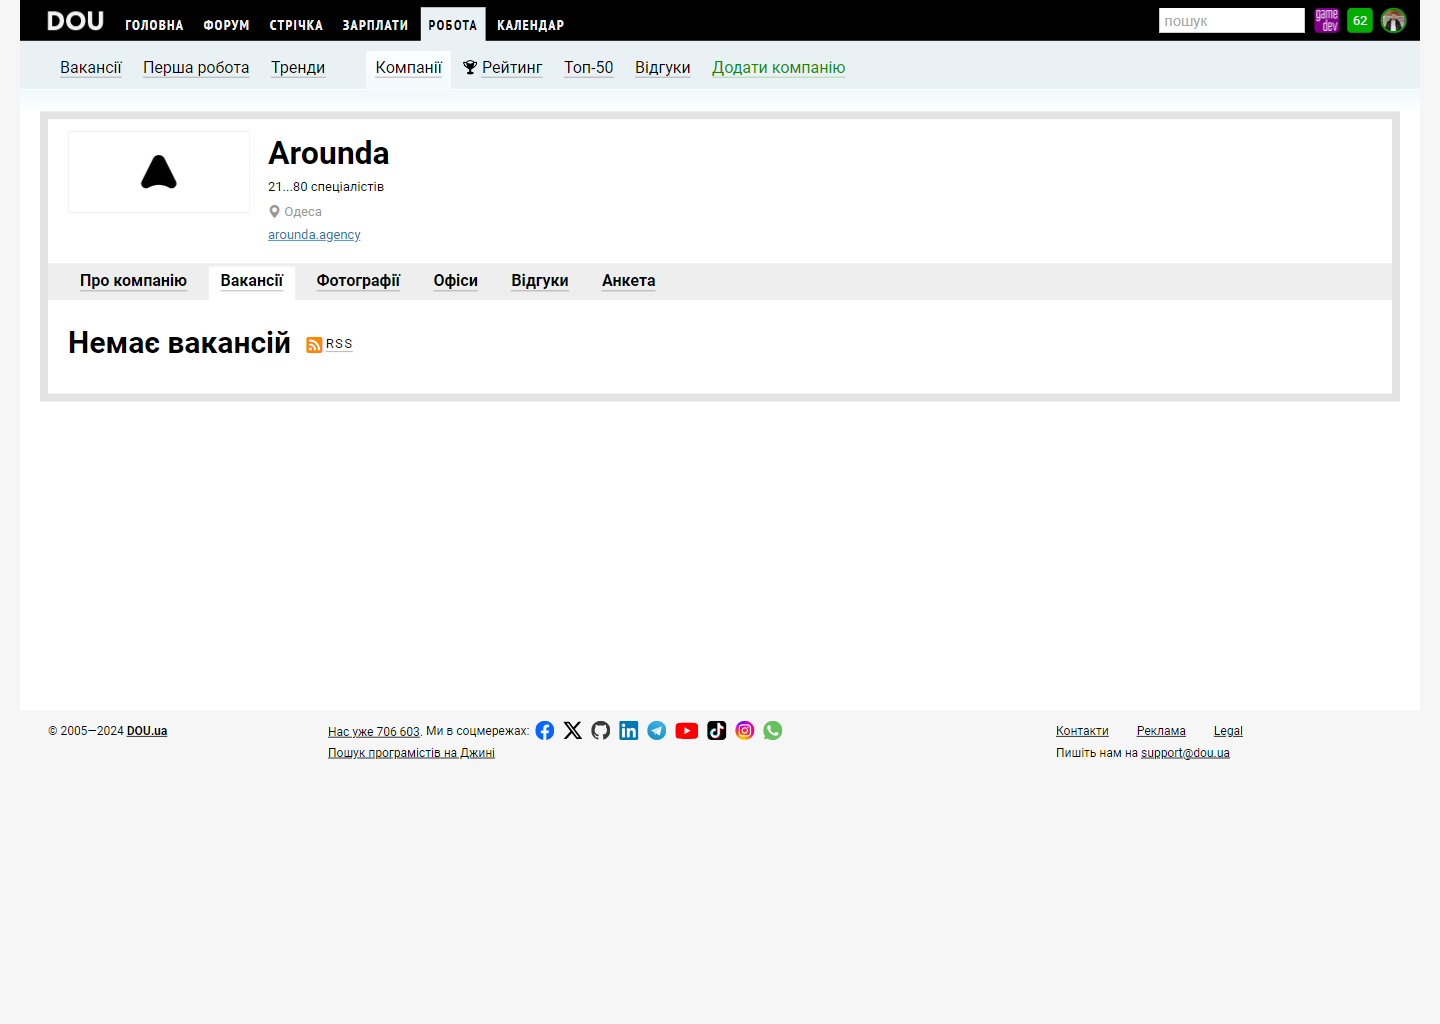 DOU ГОЛОВНА ФОРУМ СТРІЧКА ЗАРПЛАТИ РОБОТА КАЛЕНДАР пошук game dev 62
Вакансії Перша робота Тренди Компанії Рейтинг Топ-50 Відгуки Додати компанію
Arounda
21...80 спеціалістів
Одеса
arounda.agency
Про компанію Вакансії Фотографії Офіси Відгуки Анкета
Немає вакансій RSS
© 2005—2024 DOU.ua Нас уже 706 603. Ми в соцмережах: Контакти Реклама Legal
Пошук програмістів на Джині Пишіть нам на support@dou.ua